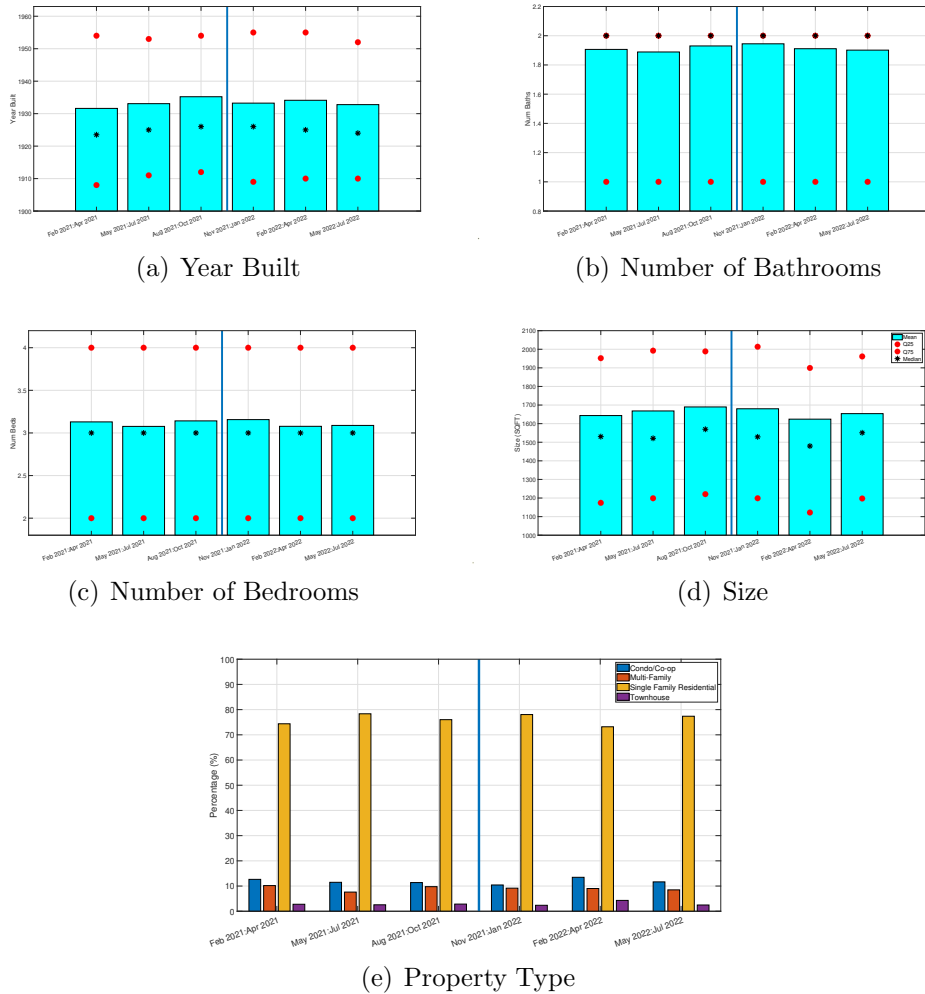 1960
1950
1940
1930
1920
1910
1900
Year Built
Feb 2021:Apr 2021
May 2021:Jul 2021
Aug 2021:Oct 2021
Nov 2021:Jan 2022
Feb 2022:Apr 2022
May 2022:Jul 2022
(a) Year Built
2.2
2
1.8
1.6
1.4
1.2
1
0.8
Num Baths
Feb 2021:Apr 2021
May 2021:Jul 2021
Aug 2021:Oct 2021
Nov 2021:Jan 2022
Feb 2022:Apr 2022
May 2022:Jul 2022
(b) Number of Bathrooms
4
3.5
3
2.5
2
Num Beds
Feb 2021:Apr 2021
May 2021:Jul 2021
Aug 2021:Oct 2021
Nov 2021:Jan 2022
Feb 2022:Apr 2022
May 2022:Jul 2022
(c) Number of Bedrooms
2100
2000
1900
1800
1700
1600
1500
1400
1300
1200
1100
1000
Size (SQFT)
Mean
Q25
Q75
Median
Feb 2021:Apr 2021
May 2021:Jul 2021
Aug 2021:Oct 2021
Nov 2021:Jan 2022
Feb 2022:Apr 2022
May 2022:Jul 2022
(d) Size
100
90
80
70
60
50
40
30
20
10
0
Percentage (%)
Condo/Co-op
Multi-Family
Single Family Residential
Townhouse
Feb 2021:Apr 2021
May 2021:Jul 2021
Aug 2021:Oct 2021
Nov 2021:Jan 2022
Feb 2022:Apr 2022
May 2022:Jul 2022
(e) Property Type